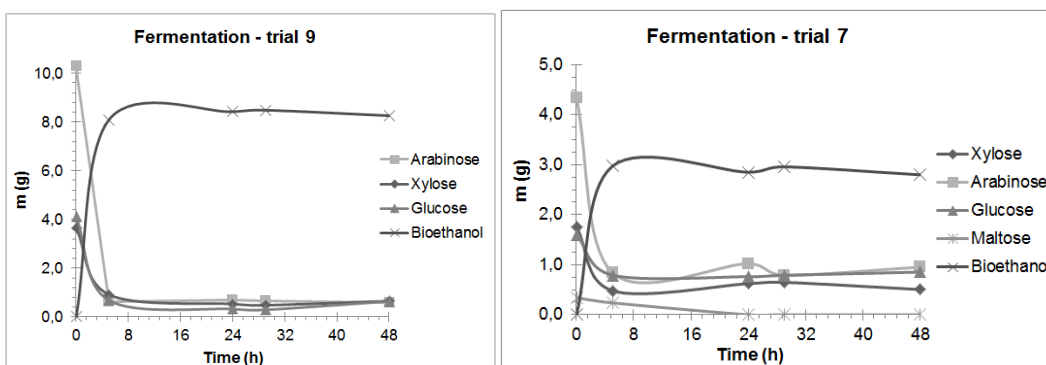 Fermentation - trial 9
10,0
8,0
6,0
4,0
2,0
0,0
m (g)
0 8 16 24 32 40 48
Time (h)
Arabinose
Xylose
Glucose
Bioethanol
Fermentation - trial 7
5,0
4,0
3,0
2,0
1,0
0,0
m (g)
0 8 16 24 32 40 48
Time (h)
Xylose
Arabinose
Glucose
Maltose
Bioethanol